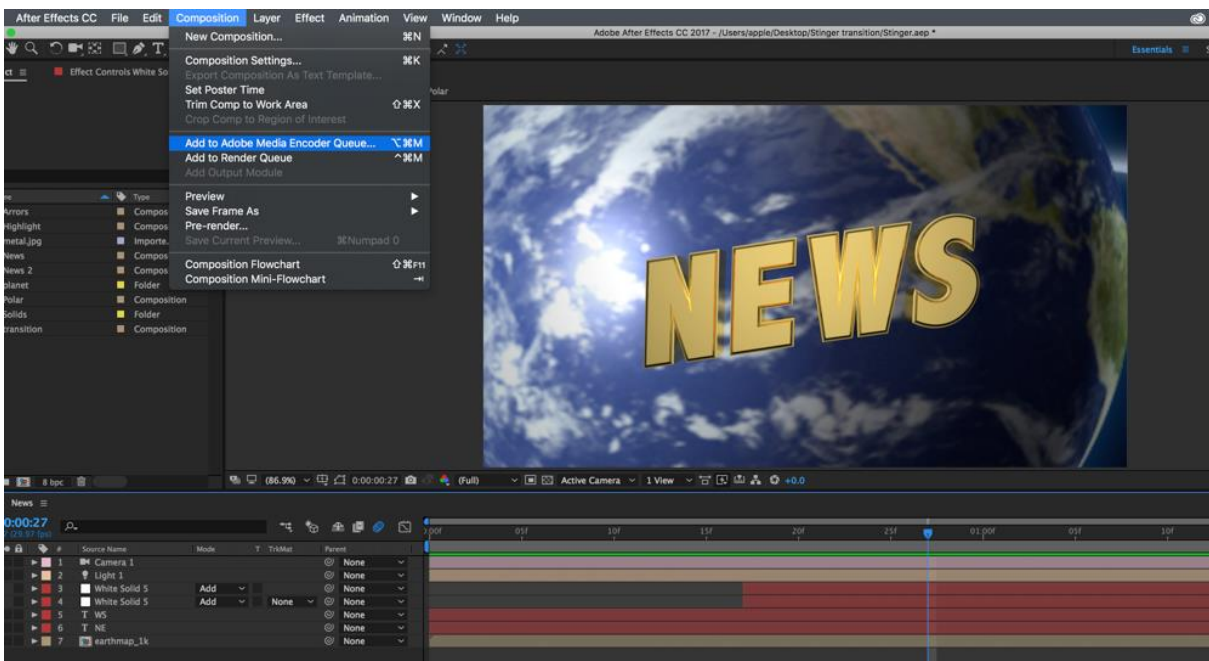 After Effects CC File Edit Composition Layer Effect Animation View Window Help
Adobe After Effects CC 2017 - /Users/apple/Desktop/Stinger transition/Stinger.aep *
Essentials
Effect Controls White So
New Composition... ⌘N
Composition Settings... ⌘K
Export Composition As Text Template...
Set Poster Time
Trim Comp to Work Area ⇧⌘X
Crop Comp to Region of Interest
Add to Adobe Media Encoder Queue... ⌥⌘M
Add to Render Queue ^⌘M
Add Output Module
Preview
Save Frame As
Pre-render...
Save Current Preview... ⌘Numpad 0
Composition Flowchart ⇧⌘F11
Composition Mini-Flowchart
Polar
NEWS
Type
Arrors Compos
Highlight Compos
metal.jpg Importe
News Compos
News 2 Compos
planet Folder
Polar Composition
Solids Folder
transition Composition
8 bpc
(86.9%) 0:00:00:27 (Full) Active Camera 1 View +0.0
News
0:00:27
(29.97 fps)
05f 10f 15f 20f 25f 01:00f 05f 10f
# Source Name Mode T TrkMat Parent
1 Camera 1 None
2 Light 1 None
3 White Solid 5 Add None
4 White Solid 5 Add None None
5 T WS None
6 T NE None
7 earthmap_1k None